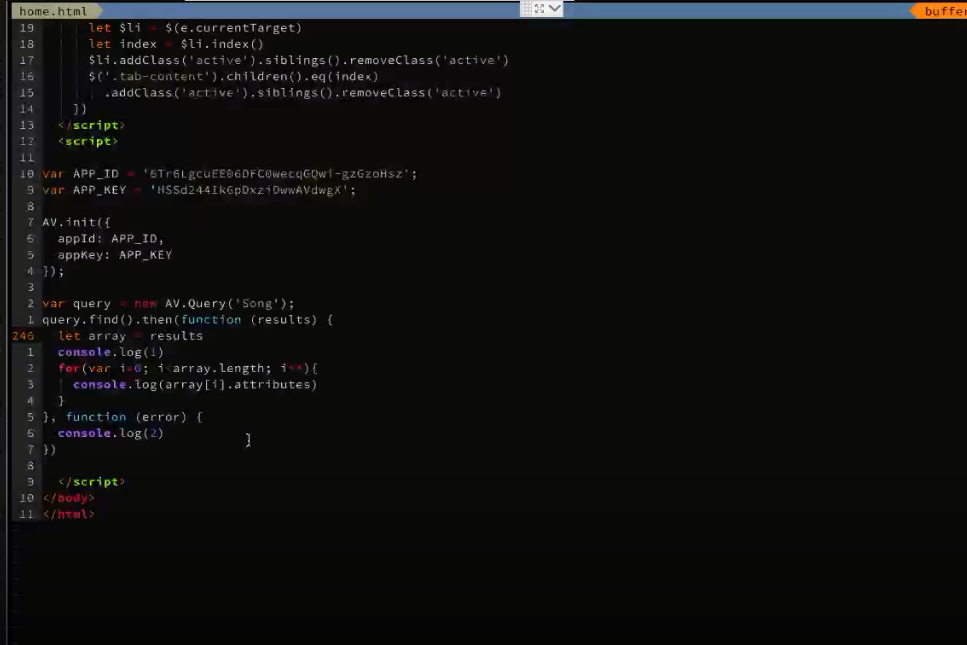 home.html
buffer
19 let $li = $(e.currentTarget)
18 let index = $li.index()
17 $li.addClass('active').siblings().removeClass('active')
16 $('.tab-content').children().eq(index)
15 .addClass('active').siblings().removeClass('active')
14 })
13 </script>
12 <script>
11
10 var APP_ID = '6Tr6LgcuEE06DFC0wecqGQwi-gzGzoHsz';
9 var APP_KEY = 'HSSd244Ik6pDxziDwwAVdwgX';
8
7 AV.init({
6 appId: APP_ID,
5 appKey: APP_KEY
4 });
3
2 var query = new AV.Query('Song');
1 query.find().then(function (results) {
246 let array = results
1 console.log(1)
2 for(var i=0; i<array.length; i++){
3 console.log(array[i].attributes)
4 }
5 }, function (error) {
6 console.log(2)
7 })
8
9 </script>
10 </body>
11 </html>